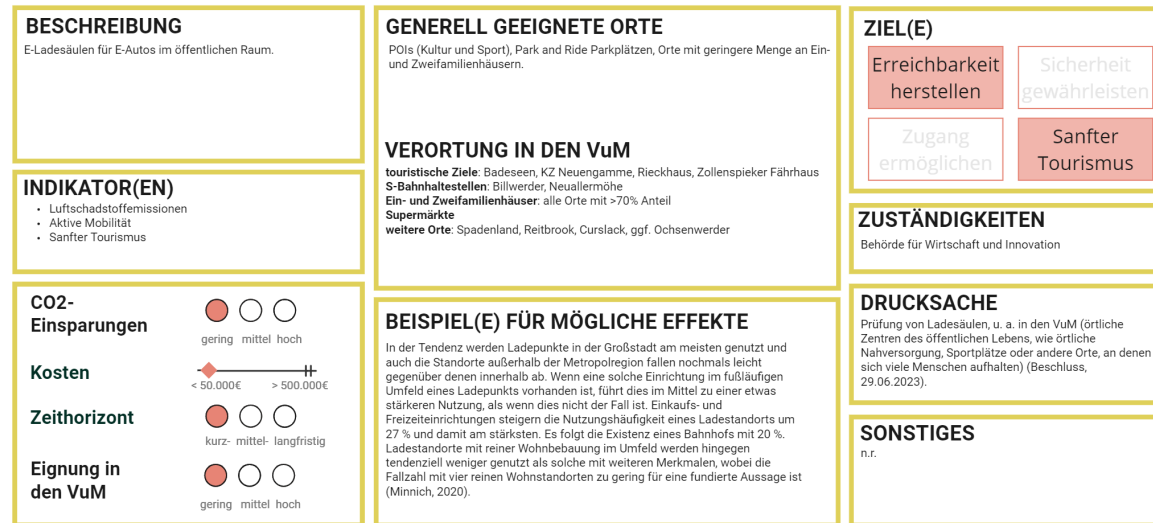 BESCHREIBUNG
E-Ladesäulen für E-Autos im öffentlichen Raum.
INDIKATOR(EN)
• Luftschadstoffemissionen
• Aktive Mobilität
• Sanfter Tourismus
CO2-
Einsparungen
gering mittel hoch
Kosten
< 50.000€ > 500.000€
Zeithorizont
kurz- mittel- langfristig
Eignung in
den VuM
gering mittel hoch
GENERELL GEEIGNETE ORTE
POIs (Kultur und Sport), Park and Ride Parkplätzen, Orte mit geringere Menge an Ein-
und Zweifamilienhäusern.
VERORTUNG IN DEN VuM
touristische Ziele: Badeseen, KZ Neuengamme, Rieckhaus, Zollenspieker Fährhaus
S-Bahnhaltestellen: Billwerder, Neuallermöhe
Ein- und Zweifamilienhäuser: alle Orte mit >70% Anteil
Supermärkte
weitere Orte: Spadenland, Reitbrook, Curslack, ggf. Ochsenwerder
BEISPIEL(E) FÜR MÖGLICHE EFFEKTE
In der Tendenz werden Ladepunkte in der Großstadt am meisten genutzt und
auch die Standorte außerhalb der Metropolregion fallen nochmals leicht
gegenüber denen innerhalb ab. Wenn eine solche Einrichtung im fußläufigen
Umfeld eines Ladepunkts vorhanden ist, führt dies im Mittel zu einer etwas
stärkeren Nutzung, als wenn dies nicht der Fall ist. Einkaufs- und
Freizeiteinrichtungen steigern die Nutzungshäufigkeit eines Ladestandorts um
27 % und damit am stärksten. Es folgt die Existenz eines Bahnhofs mit 20 %.
Ladestandorte mit reiner Wohnbebauung im Umfeld werden hingegen
tendenziell weniger genutzt als solche mit weiteren Merkmalen, wobei die
Fallzahl mit vier reinen Wohnstandorten zu gering für eine fundierte Aussage ist
(Minnich, 2020).
ZIEL(E)
Erreichbarkeit
herstellen
Sicherheit
gewährleisten
Zugang
ermöglichen
Sanfter
Tourismus
ZUSTÄNDIGKEITEN
Behörde für Wirtschaft und Innovation
DRUCKSACHE
Prüfung von Ladesäulen, u. a. in den VuM (örtliche
Zentren des öffentlichen Lebens, wie örtliche
Nahversorgung, Sportplätze oder andere Orte, an denen
sich viele Menschen aufhalten) (Beschluss,
29.06.2023).
SONSTIGES
n.r.